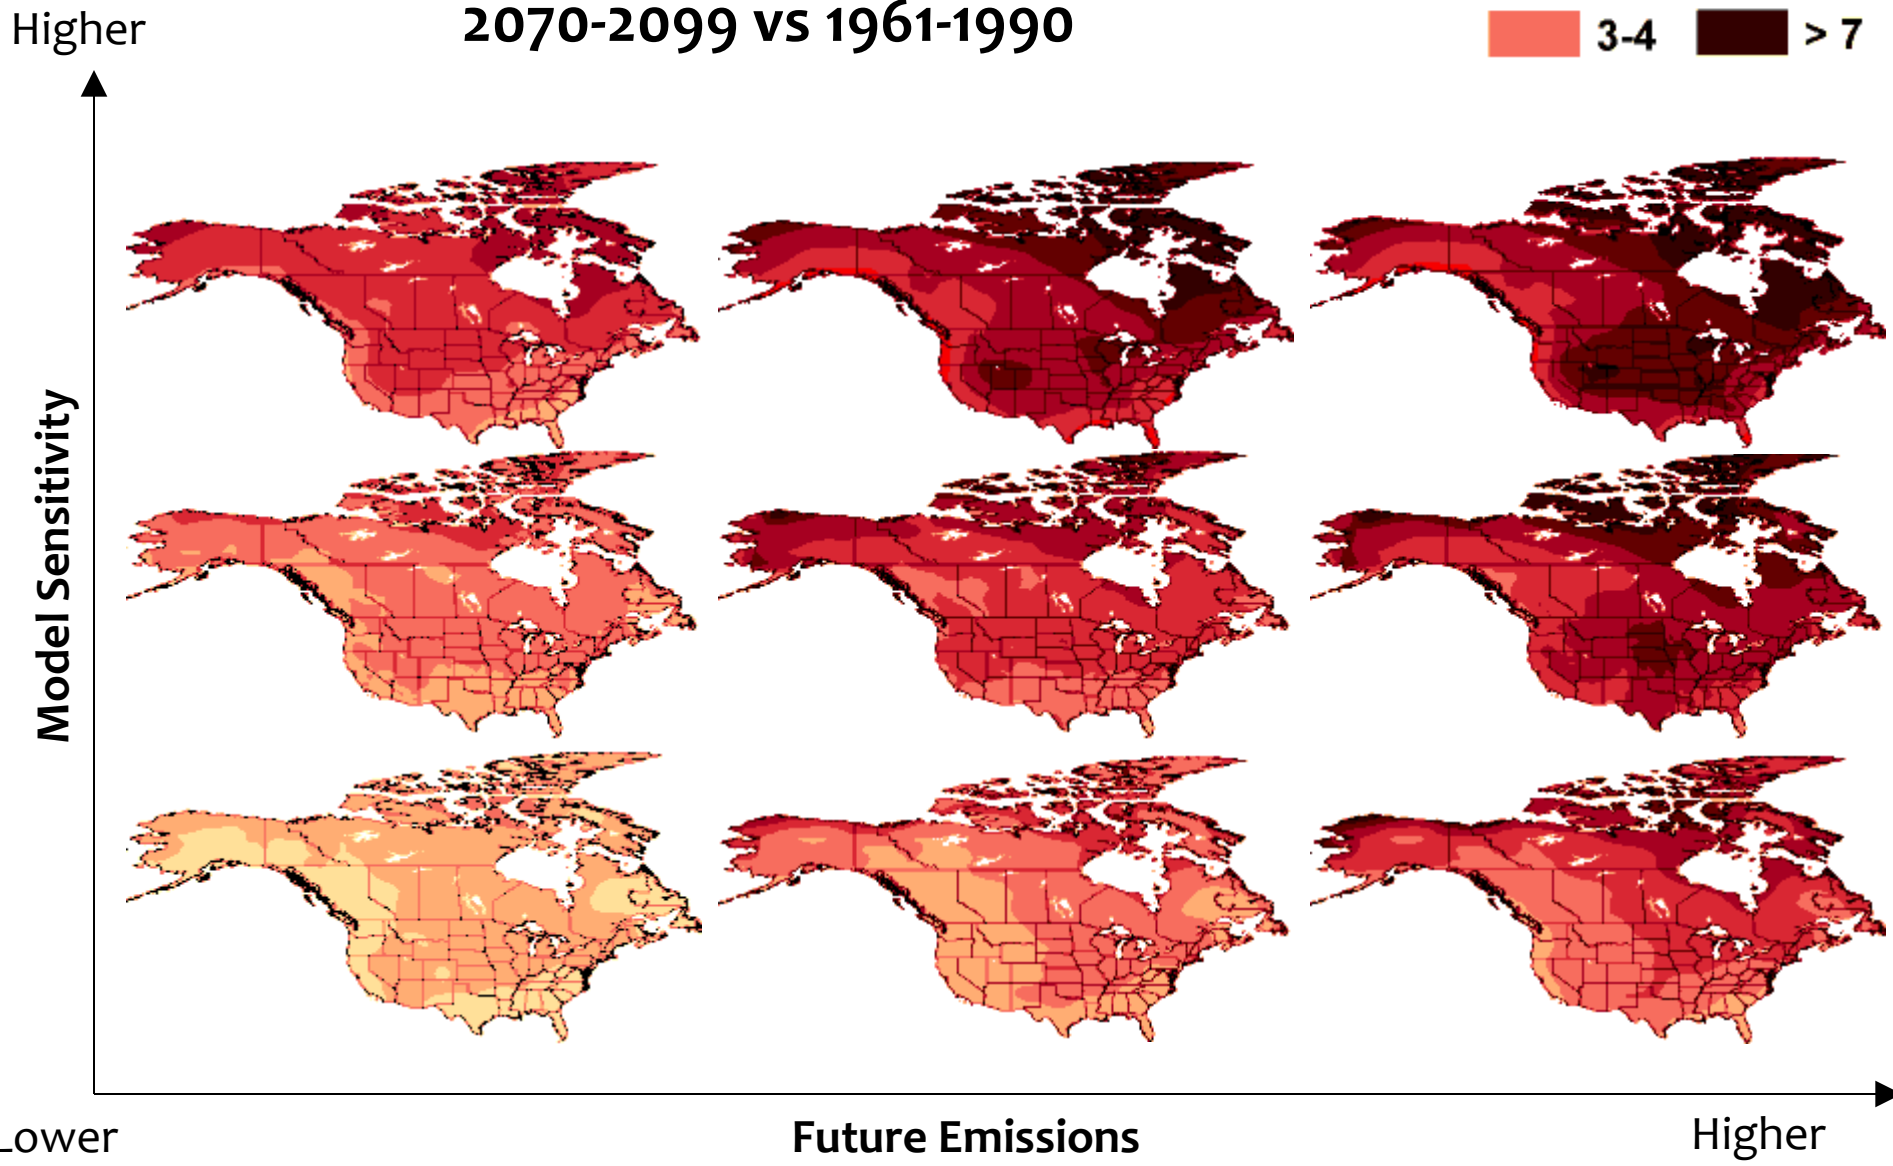 Higher
2070-2099 vs 1961-1990
3-4
> 7
Model Sensitivity
Lower
Future Emissions
Higher